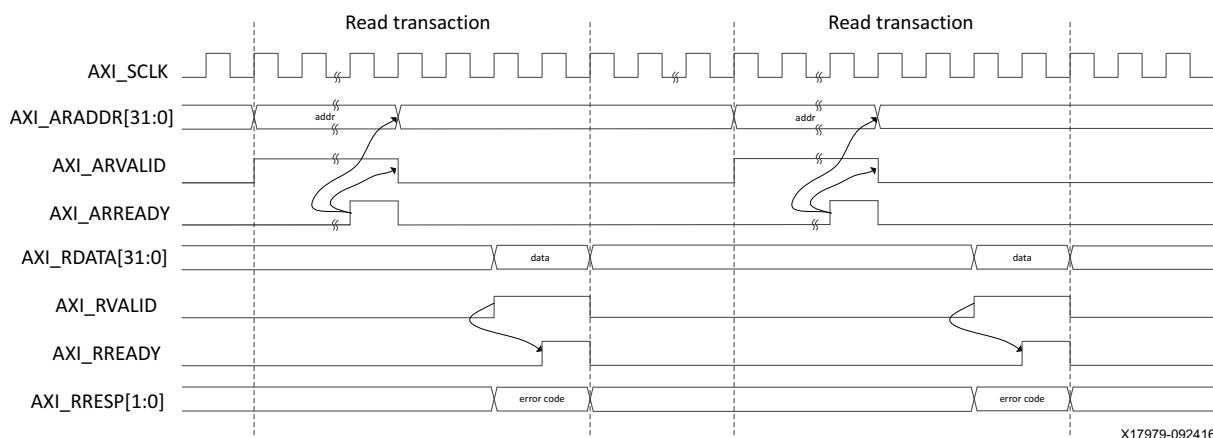 Read transaction Read transaction
AXI_SCLK
AXI_ARADDR[31:0] addr addr
AXI_ARVALID
AXI_ARREADY
AXI_RDATA[31:0] data data
AXI_RVALID
AXI_RREADY
AXI_RRESP[1:0] error code error code
X17979-092416